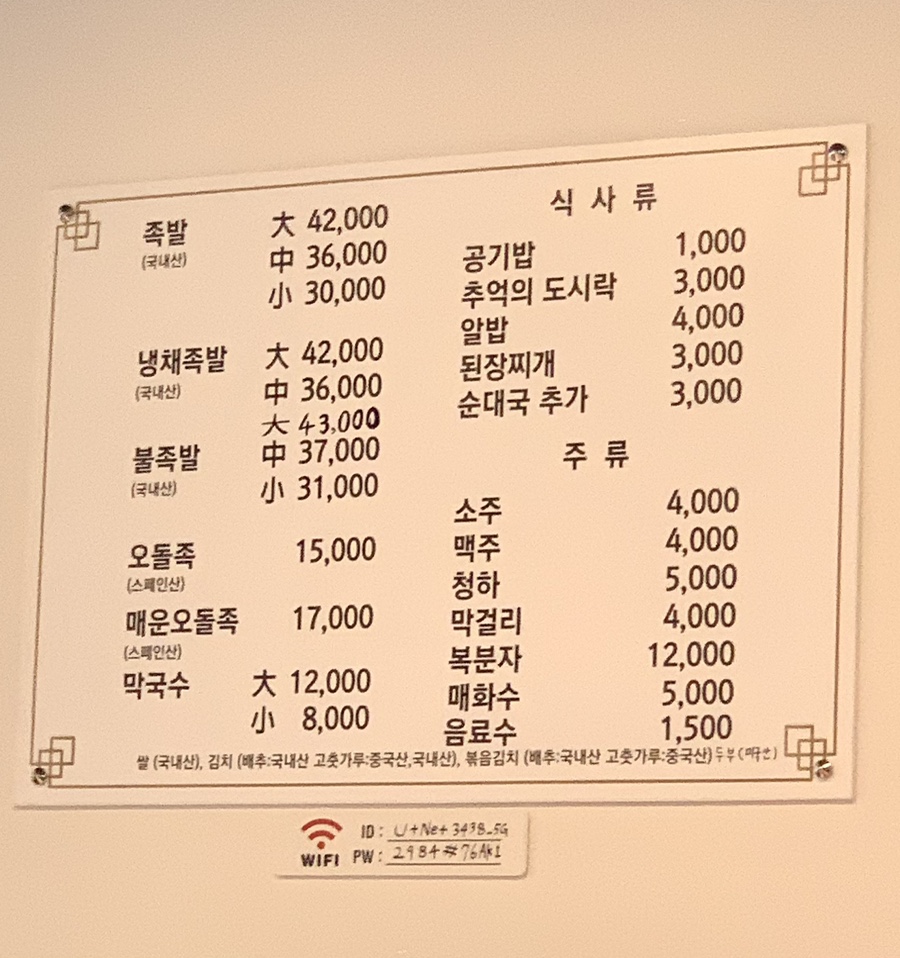 족발 大 42,000
(국내산) 中 36,000
小 30,000
냉채족발 大 42,000
(국내산) 中 36,000
大 43,000
불족발 中 37,000
(국내산) 小 31,000
오돌족 15,000
(스페인산)
매운오돌족 17,000
(스페인산)
막국수 大 12,000
小 8,000
식사류
공기밥 1,000
추억의 도시락 3,000
알밥 4,000
된장찌개 3,000
순대국 추가 3,000
주류
소주 4,000
맥주 4,000
청하 5,000
막걸리 4,000
복분자 12,000
매화수 5,000
음료수 1,500
쌀 (국내산), 김치 (배추:국내산 고춧가루:중국산,국내산), 볶음김치 (배추:국내산 고춧가루:중국산) 두부(미국산)
WIFI
ID: U+Net3438_5G
PW: 2984#76Ak1